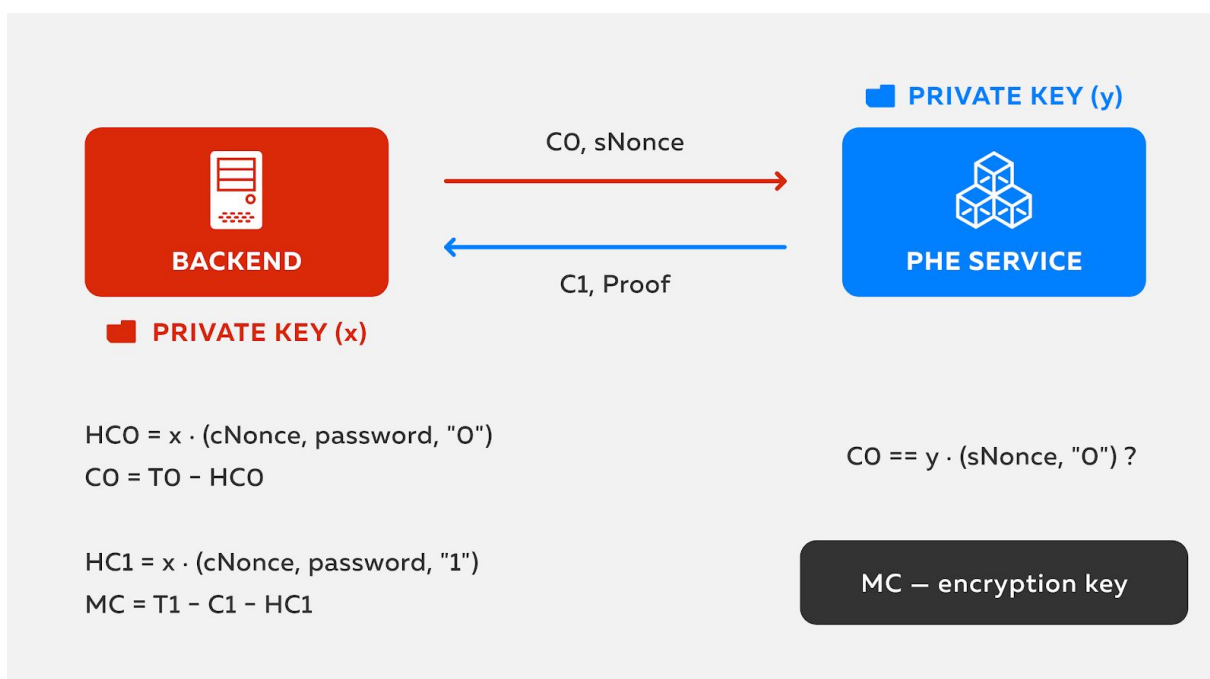 PRIVATE KEY (y)
C0, sNonce
BACKEND
PHE SERVICE
C1, Proof
PRIVATE KEY (x)
HC0 = x · (cNonce, password, "0")
C0 = T0 – HC0
C0 == y · (sNonce, "0") ?
HC1 = x · (cNonce, password, "1")
MC = T1 – C1 – HC1
MC — encryption key